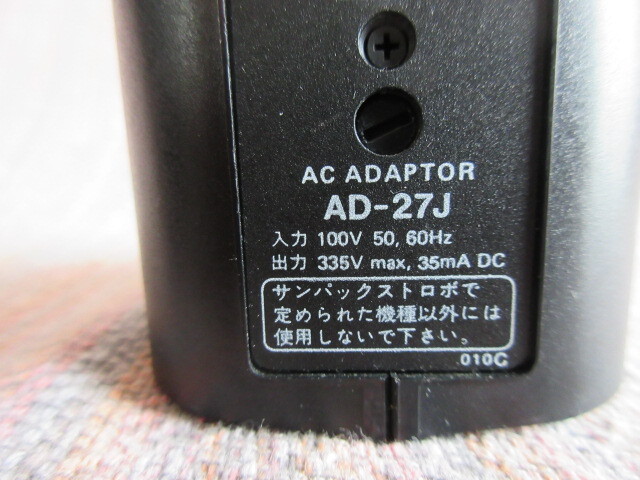 AC ADAPTOR
AD-27J
入力 100V 50, 60Hz
出力 335V max, 35mA DC
サンパックストロボで
定められた機種以外には
使用しないで下さい。
010C